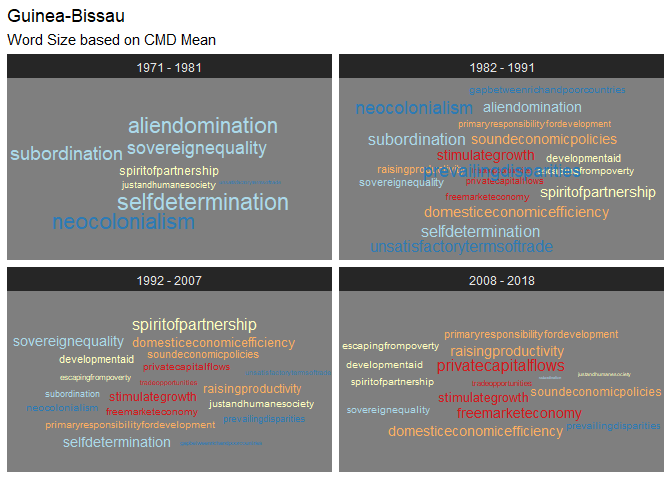 Guinea-Bissau
Word Size based on CMD Mean
1971 - 1981
aliendomination
subordination
sovereignequality
spiritofpartnership
justandhumanesociety
selfdetermination
neocolonialism
1982 - 1991
gapbetweenrichandpoorcountries
neocolonialism
aliendomination
primaryresponsibilityfordevelopment
subordination
soundeconomicpolicies
stimulategrowth
developmentaid
raisingproductivity
prevailingdisparities
escapingfrompoverty
sovereignequality
privatecapitalflows
spiritofpartnership
freemarketeconomy
domesticeconomicefficiency
selfdetermination
unsatisfactorytermsoftrade
1992 - 2007
spiritofpartnership
sovereignequality
domesticeconomicefficiency
soundeconomicpolicies
developmentaid
privatecapitalflows
unsatisfactorytermsoftrade
escapingfrompoverty
tradeopportunities
raisingproductivity
subordination
stimulategrowth
justandhumanesociety
neocolonialism
freemarketeconomy
prevailingdisparities
primaryresponsibilityfordevelopment
selfdetermination
2008 - 2018
primaryresponsibilityfordevelopment
escapingfrompoverty
raisingproductivity
developmentaid
privatecapitalflows
justandhumanesociety
spiritofpartnership
tradeopportunities
soundeconomicpolicies
stimulategrowth
sovereignequality
freemarketeconomy
prevailingdisparities
domesticeconomicefficiency